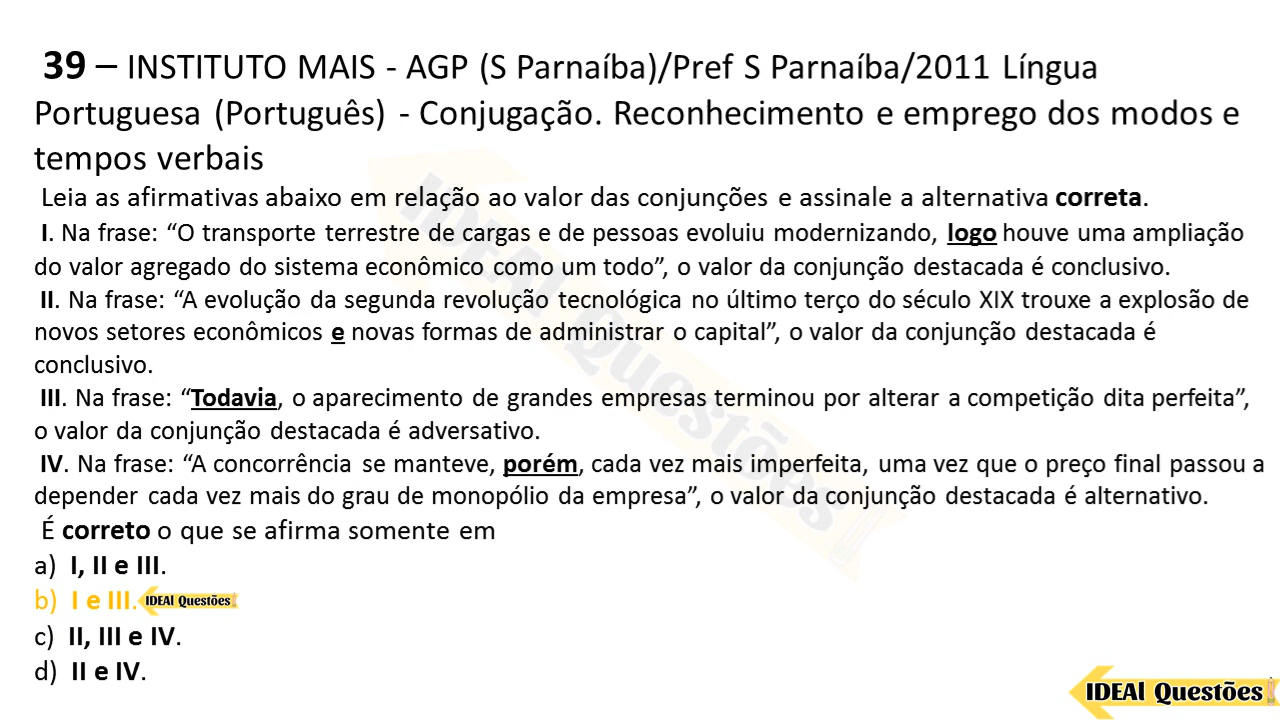 39 – INSTITUTO MAIS - AGP (S Parnaíba)/Pref S Parnaíba/2011 Língua
Portuguesa (Português) - Conjugação. Reconhecimento e emprego dos modos e
tempos verbais
Leia as afirmativas abaixo em relação ao valor das conjunções e assinale a alternativa correta.
I. Na frase: “O transporte terrestre de cargas e de pessoas evoluiu modernizando, logo houve uma ampliação
do valor agregado do sistema econômico como um todo”, o valor da conjunção destacada é conclusivo.
II. Na frase: “A evolução da segunda revolução tecnológica no último terço do século XIX trouxe a explosão de
novos setores econômicos e novas formas de administrar o capital”, o valor da conjunção destacada é
conclusivo.
III. Na frase: “Todavia, o aparecimento de grandes empresas terminou por alterar a competição dita perfeita”,
o valor da conjunção destacada é adversativo.
IV. Na frase: “A concorrência se manteve, porém, cada vez mais imperfeita, uma vez que o preço final passou a
depender cada vez mais do grau de monopólio da empresa”, o valor da conjunção destacada é alternativo.
É correto o que se afirma somente em
a) I, II e III.
b) I e III. IDEAl Questões
c) II, III e IV.
d) II e IV.
IDEAl Questões
IDEAl Questões